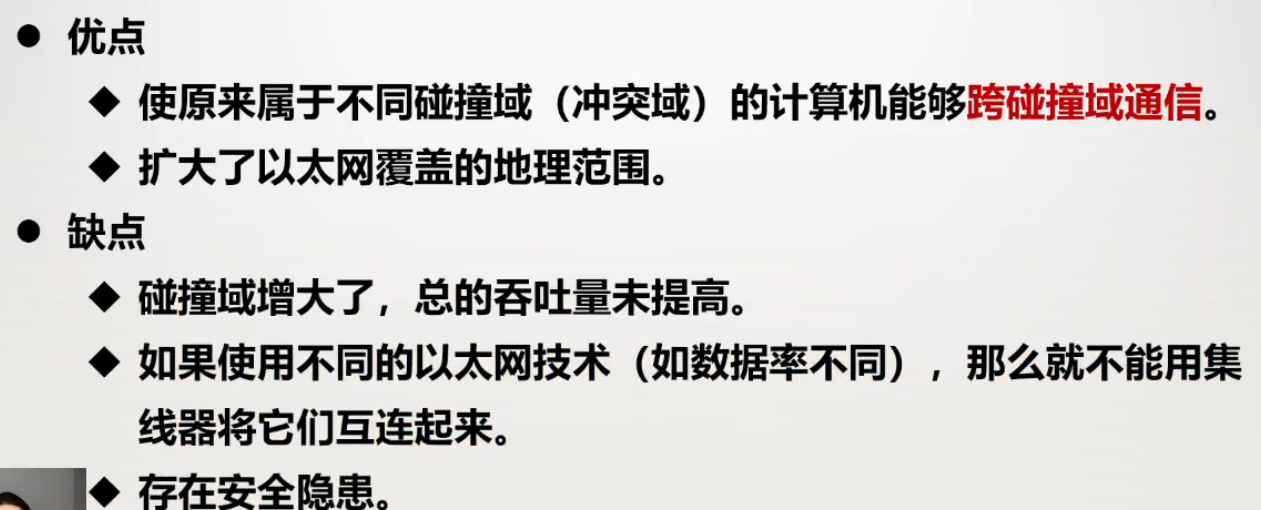 ● 优点
◆ 使原来属于不同碰撞域（冲突域）的计算机能够跨碰撞域通信。
◆ 扩大了以太网覆盖的地理范围。
● 缺点
◆ 碰撞域增大了，总的吞吐量未提高。
◆ 如果使用不同的以太网技术（如数据率不同），那么就不能用集
线器将它们互连起来。
◆ 存在安全隐患。